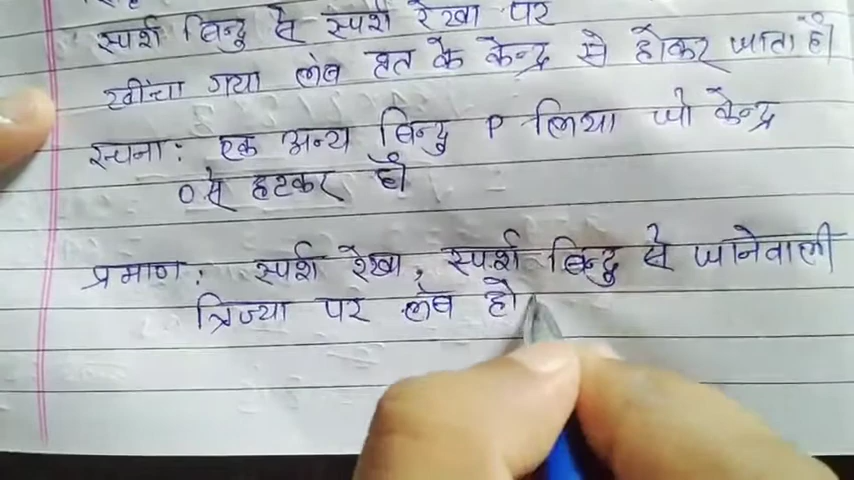 स्पर्श बिन्दु से स्पर्श रेखा पर
खींचा गया लंब वृत के केन्द्र से होकर जाता है।
रचना: एक अन्य बिन्दु P लिया जो केन्द्र
O से हटकर है
प्रमाण: स्पर्श रेखा, स्पर्श बिन्दु से जानेवाली
त्रिज्या पर लंब हो